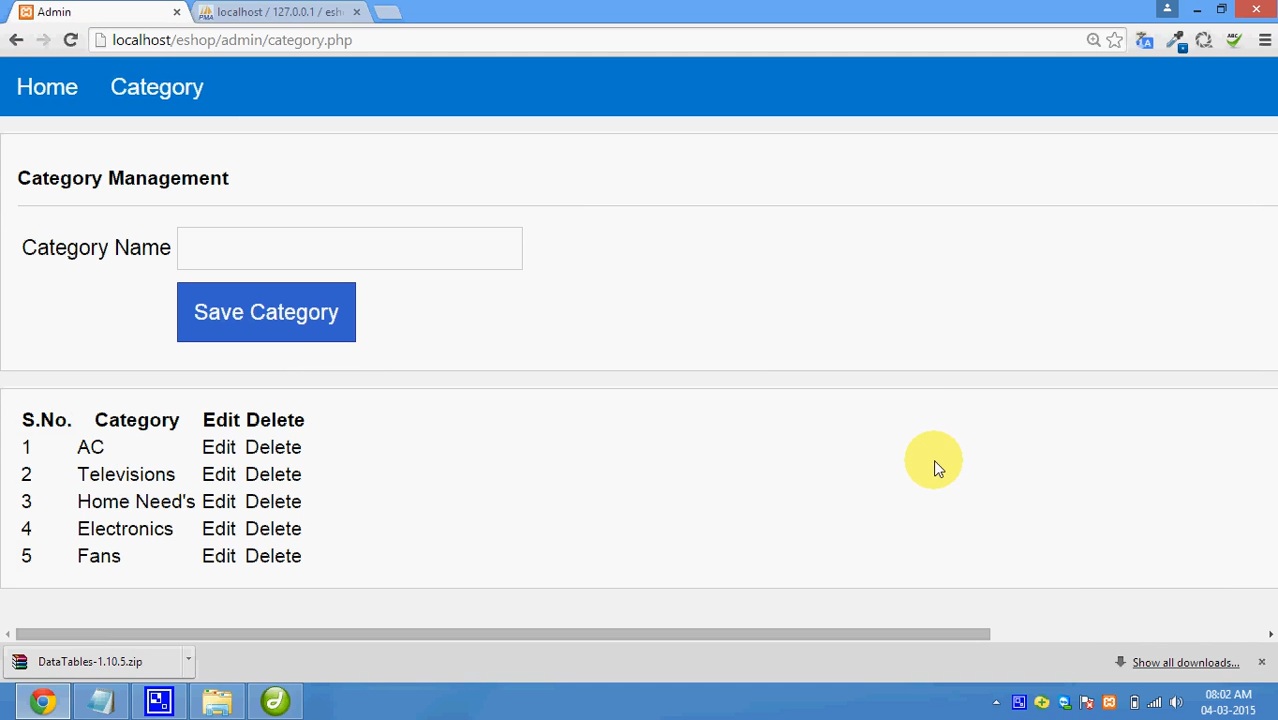 Admin
localhost / 127.0.0.1 / esh
localhost/eshop/admin/category.php
Home Category
Category Management
Category Name
Save Category
S.No. Category Edit Delete
1 AC Edit Delete
2 Televisions Edit Delete
3 Home Need's Edit Delete
4 Electronics Edit Delete
5 Fans Edit Delete
DataTables-1.10.5.zip
Show all downloads...
08:02 AM
04-03-2015